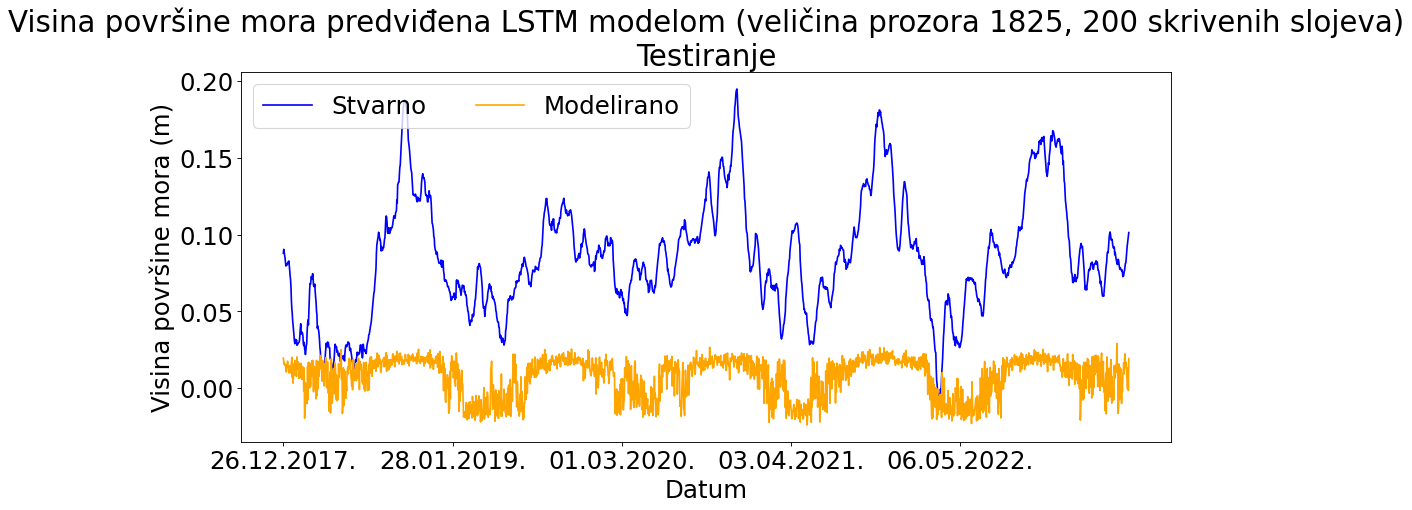 Visina površine mora predviđena LSTM modelom (veličina prozora 1825, 200 skrivenih slojeva)
Testiranje
Stvarno Modelirano
Visina površine mora (m)
0.20
0.15
0.10
0.05
0.00
26.12.2017. 28.01.2019. 01.03.2020. 03.04.2021. 06.05.2022.
Datum